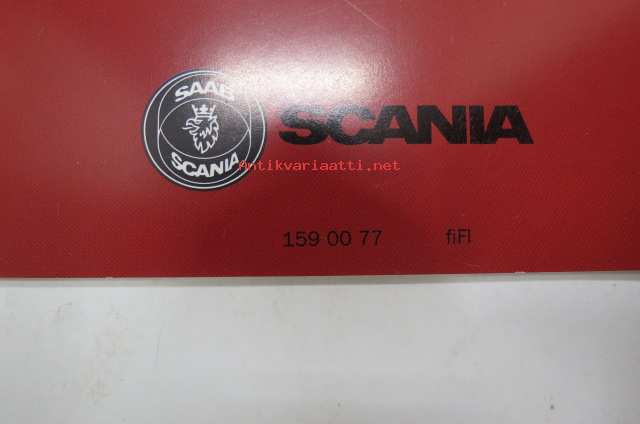 SAAB
SCANIA
SCANIA
Antikvariaatti.net
159 00 77 fiFI